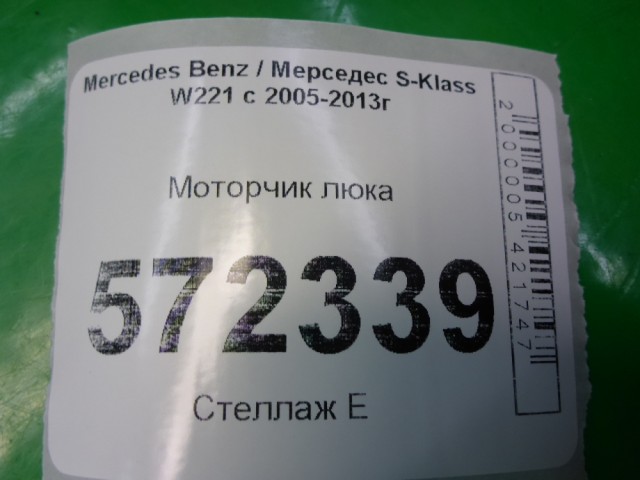 Mercedes Benz / Мерседес S-Klass
W221 с 2005-2013г
Моторчик люка
572339
Стеллаж Е
2000005421747